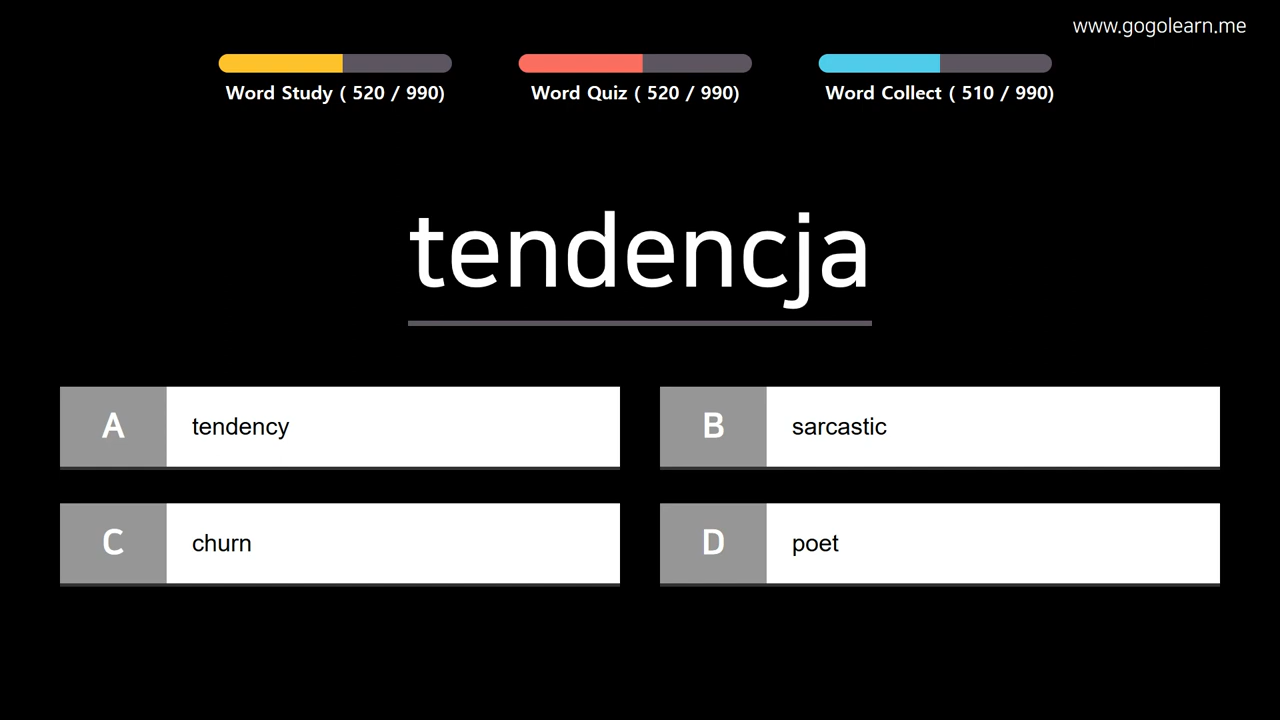 www.gogolearn.me
Word Study ( 520 / 990)
Word Quiz ( 520 / 990)
Word Collect ( 510 / 990)
tendencja
A tendency
B sarcastic
C churn
D poet